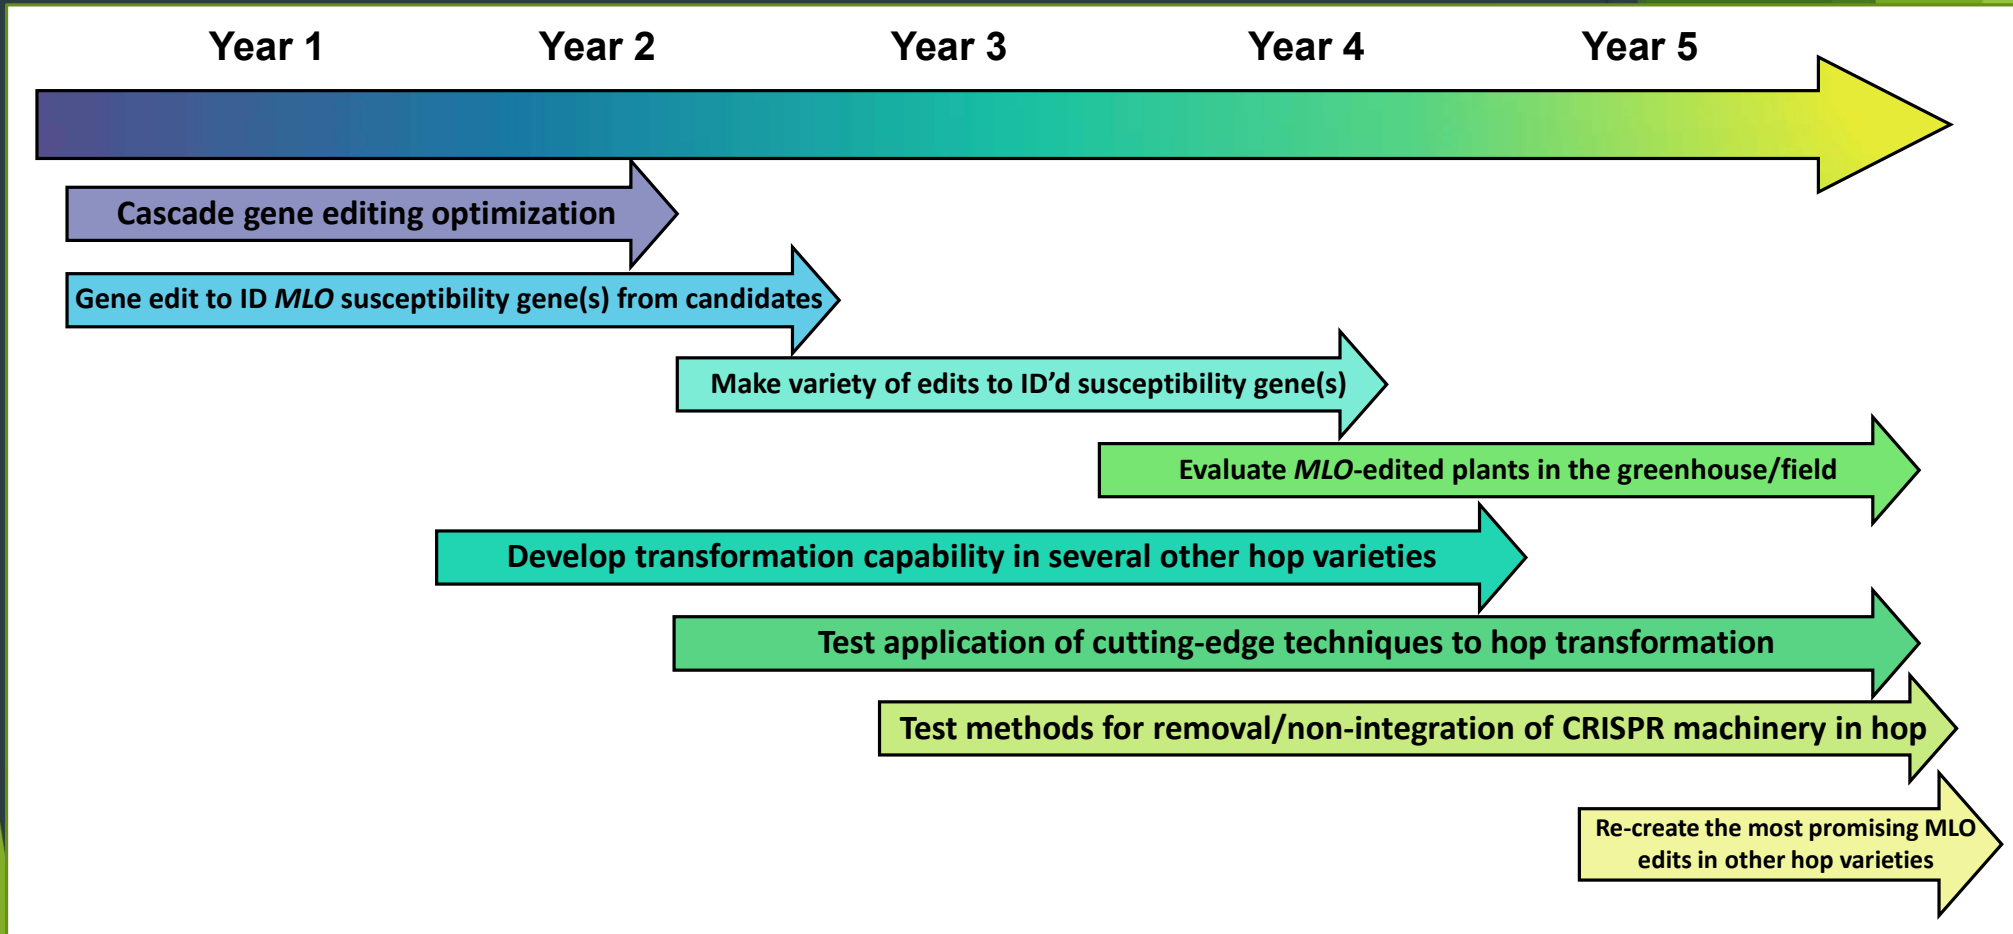 Year 1 Year 2 Year 3 Year 4 Year 5
Cascade gene editing optimization
Gene edit to ID MLO susceptibility gene(s) from candidates
Make variety of edits to ID’d susceptibility gene(s)
Evaluate MLO-edited plants in the greenhouse/field
Develop transformation capability in several other hop varieties
Test application of cutting-edge techniques to hop transformation
Test methods for removal/non-integration of CRISPR machinery in hop
Re-create the most promising MLO
edits in other hop varieties